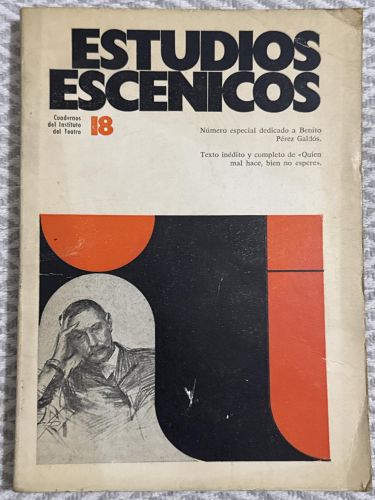 ESTUDIOS
ESCENICOS
Cuadernos
del Instituto
del Teatro
18
Número especial dedicado a Benito
Pérez Galdós.
Texto inédito y completo de «Quien
mal hace, bien no espere».